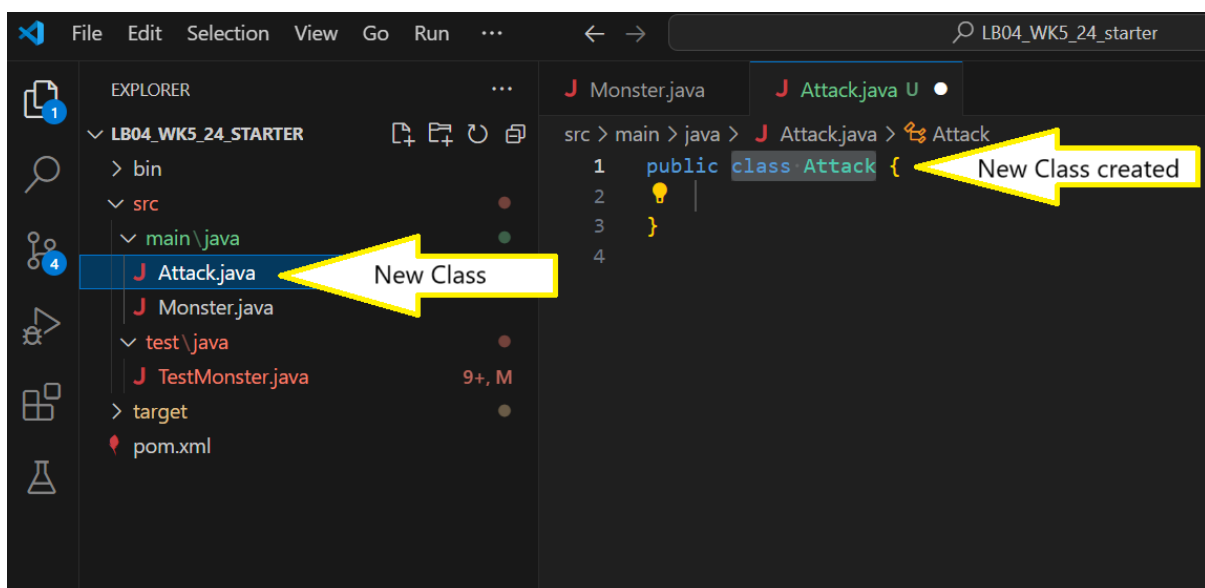 File Edit Selection View Go Run ···
LB04_WK5_24_starter
EXPLORER ···
LB04_WK5_24_STARTER
> bin
src
main\java
J Attack.java
J Monster.java
test\java
J TestMonster.java 9+, M
> target
pom.xml
1
4
New Class
J Monster.java J Attack.java U ●
src > main > java > J Attack.java > Attack
1 public class Attack {
2
3 }
4
New Class created